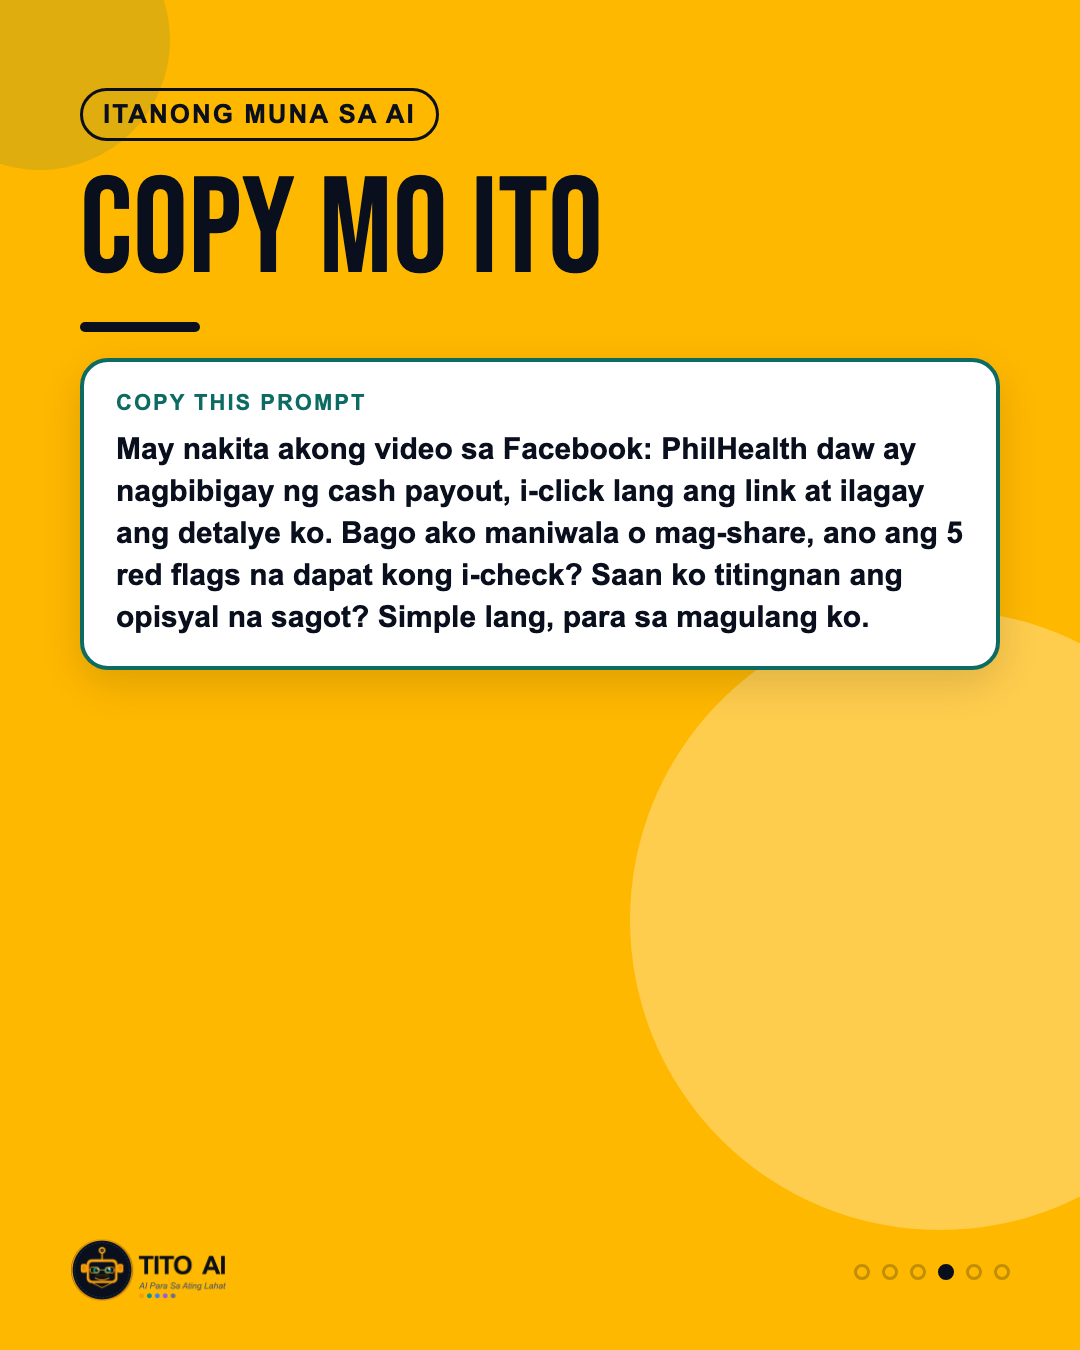 ITANONG MUNA SA AI
COPY MO ITO
COPY THIS PROMPT
May nakita akong video sa Facebook: PhilHealth daw ay
nagbibigay ng cash payout, i-click lang ang link at ilagay
ang detalye ko. Bago ako maniwala o mag-share, ano ang 5
red flags na dapat kong i-check? Saan ko titingnan ang
opisyal na sagot? Simple lang, para sa magulang ko.
TITO AI
AI Para Sa Ating Lahat